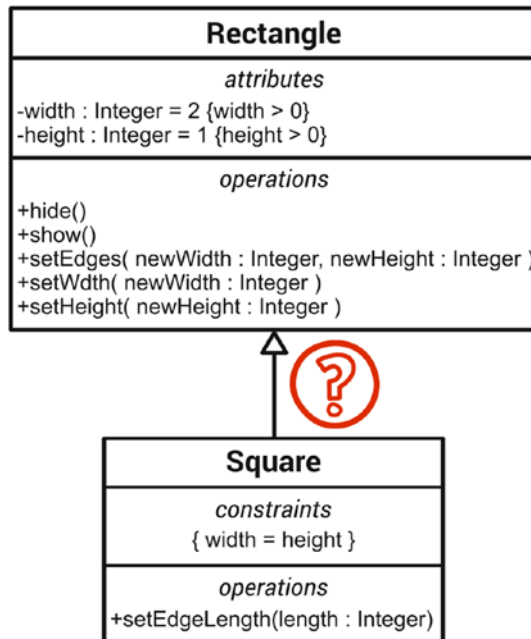 Rectangle
attributes
-width : Integer = 2 {width > 0}
-height : Integer = 1 {height > 0}
operations
+hide()
+show()
+setEdges( newWidth : Integer, newHeight : Integer )
+setWdth( newWidth : Integer )
+setHeight( newHeight : Integer )
?
Square
constraints
{ width = height }
operations
+setEdgeLength(length : Integer)